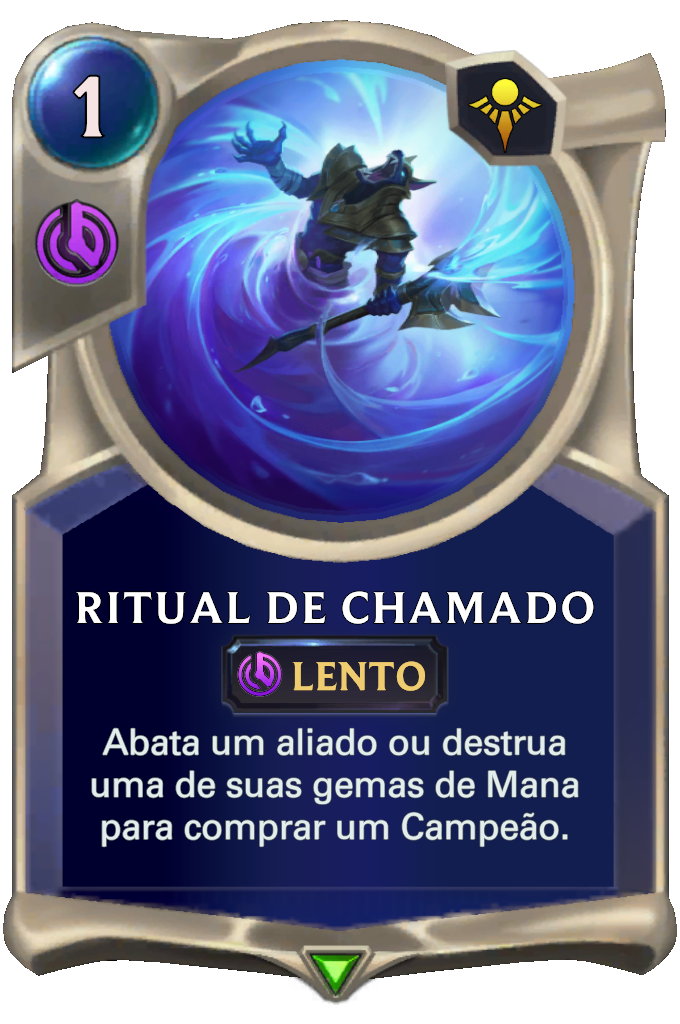 1
RITUAL DE CHAMADO
LENTO
Abata um aliado ou destrua
uma de suas gemas de Mana
para comprar um Campeão.